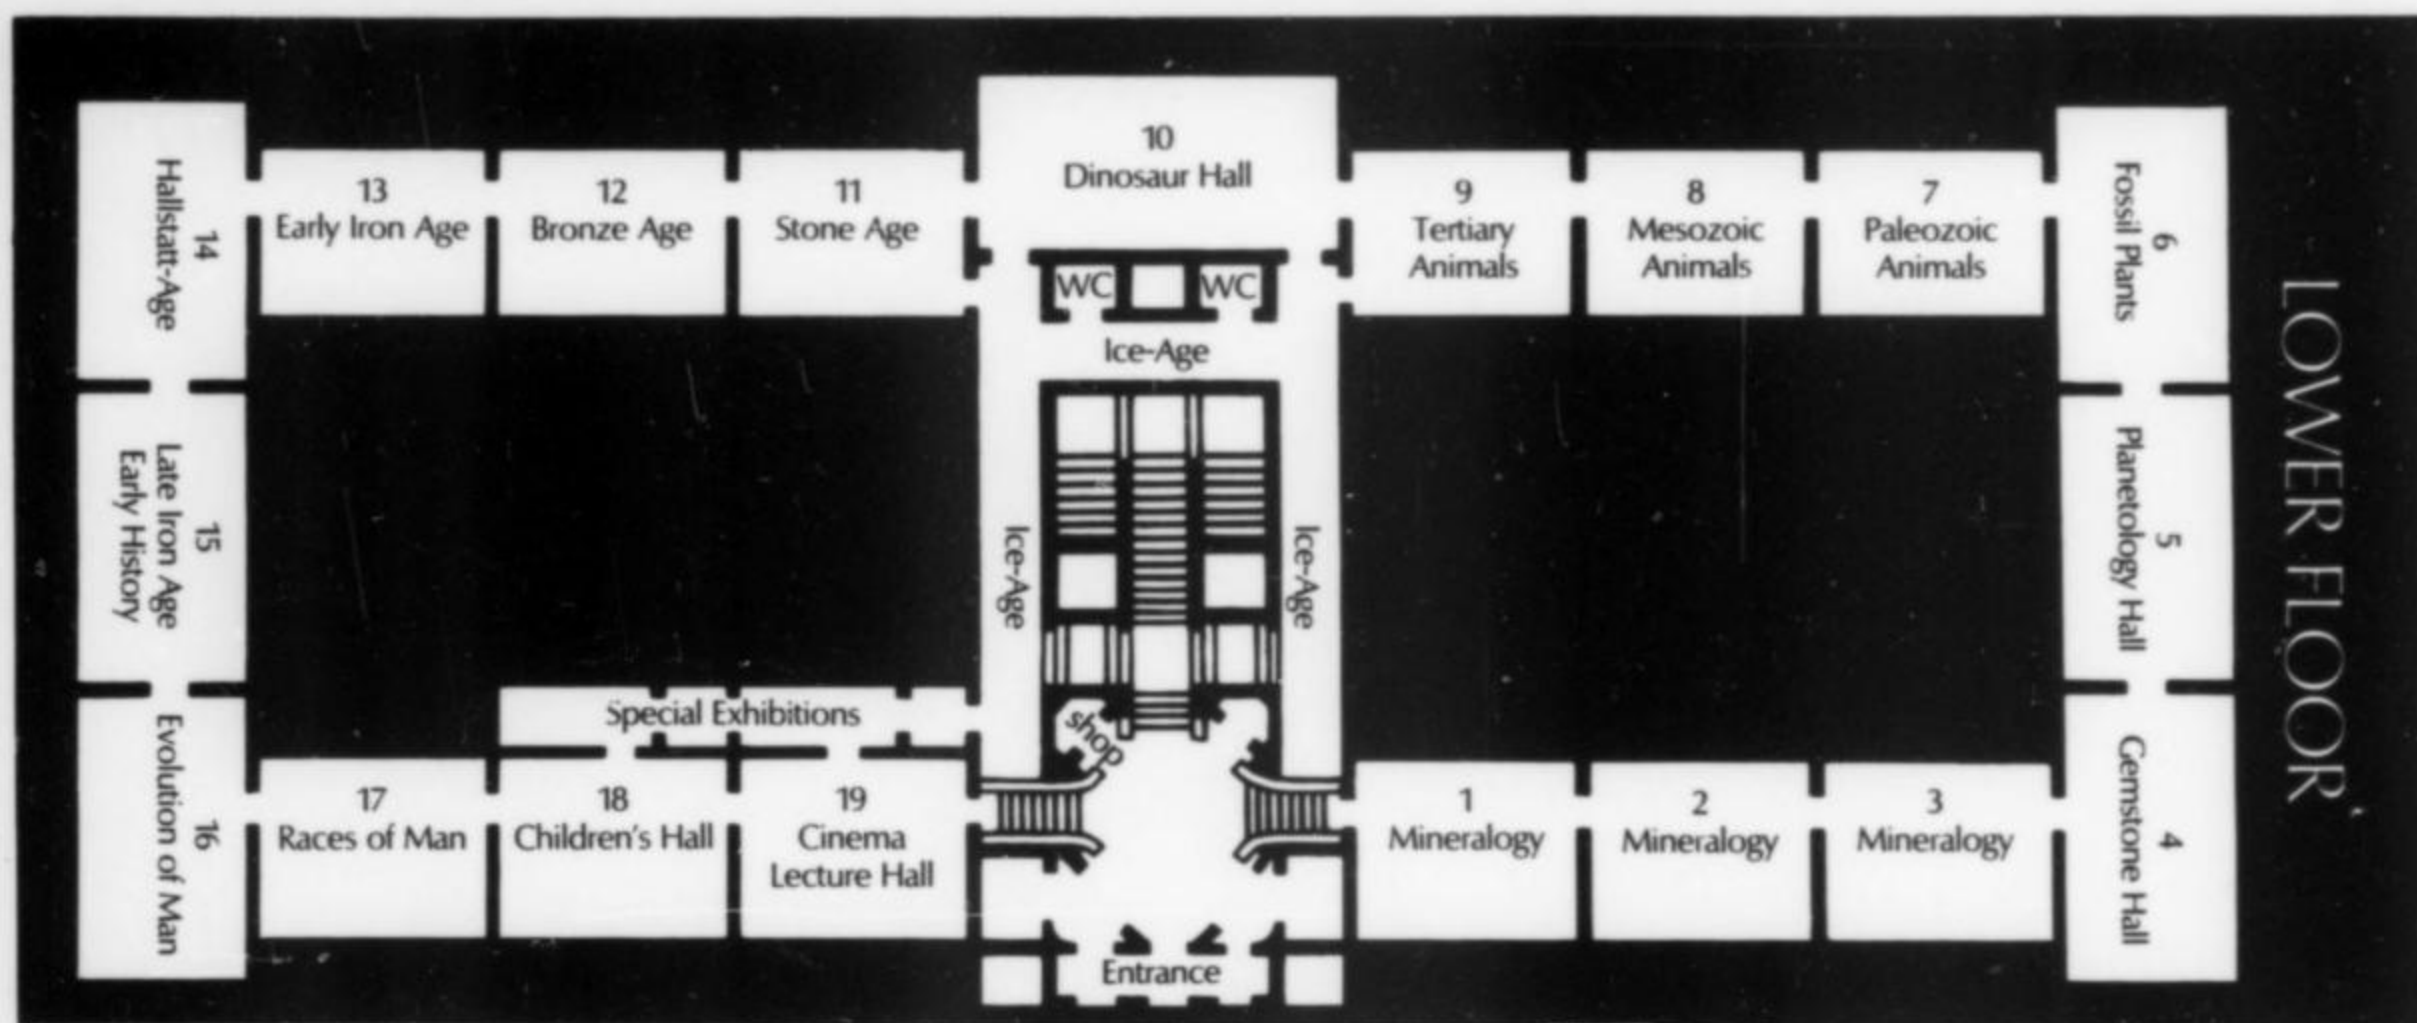 10
Dinosaur Hall
14
Hallstatt-Age
13
Early Iron Age
12
Bronze Age
11
Stone Age
9
Tertiary
Animals
8
Mesozoic
Animals
7
Paleozoic
Animals
6
Fossil Plants
WC
WC
Ice-Age
15
Late Iron Age
Early History
Ice-Age
Ice-Age
5
Planetology Hall
LOWER FLOOR
Special Exhibitions
shop
16
Evolution of Man
17
Races of Man
18
Children's Hall
19
Cinema
Lecture Hall
1
Mineralogy
2
Mineralogy
3
Mineralogy
4
Gemstone Hall
Entrance